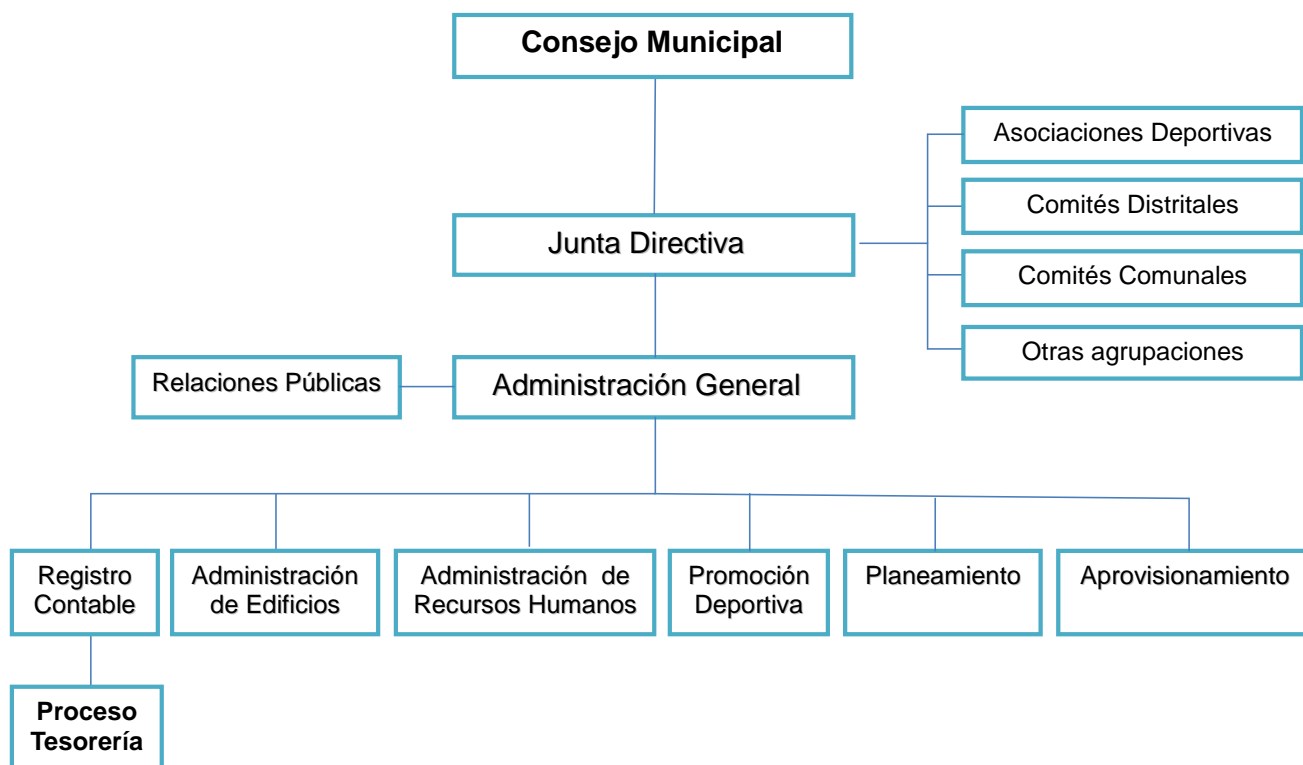 Consejo Municipal
Asociaciones Deportivas
Comités Distritales
Junta Directiva
Comités Comunales
Otras agrupaciones
Relaciones Públicas
Administración General
Registro
Contable
Administración
de Edificios
Administración de
Recursos Humanos
Promoción
Deportiva
Planeamiento
Aprovisionamiento
Proceso
Tesorería